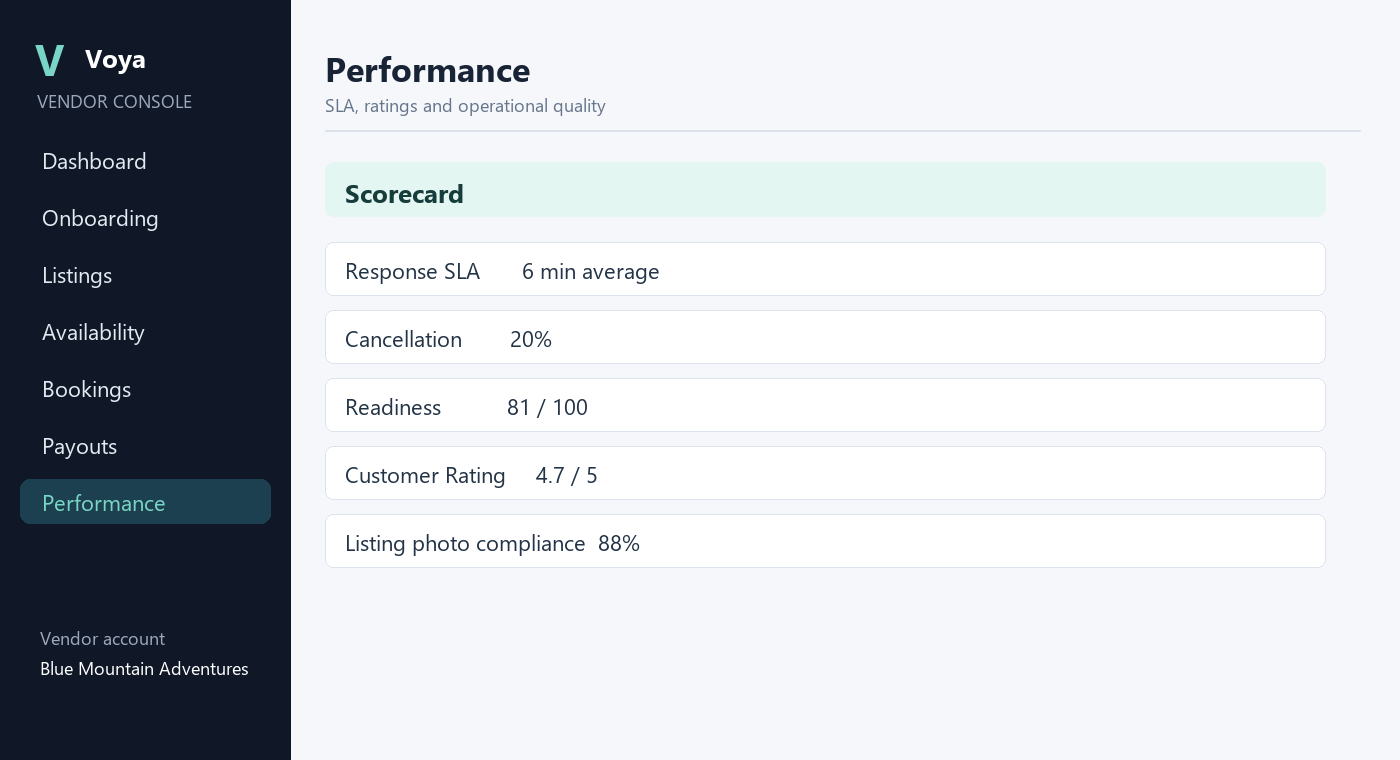 V Voya
VENDOR CONSOLE
Dashboard
Onboarding
Listings
Availability
Bookings
Payouts
Performance
Vendor account
Blue Mountain Adventures
Performance
SLA, ratings and operational quality
Scorecard
Response SLA 6 min average
Cancellation 20%
Readiness 81 / 100
Customer Rating 4.7 / 5
Listing photo compliance 88%